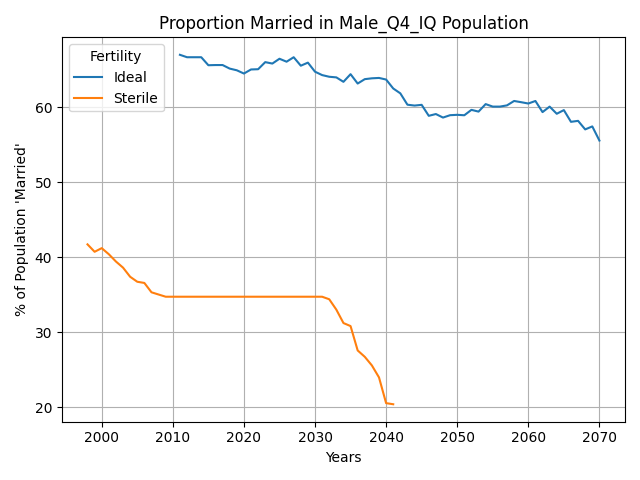 Proportion Married in Male_Q4_IQ Population
Fertility
Ideal
Sterile
% of Population 'Married'
60
50
40
30
20
2000 2010 2020 2030 2040 2050 2060 2070
Years